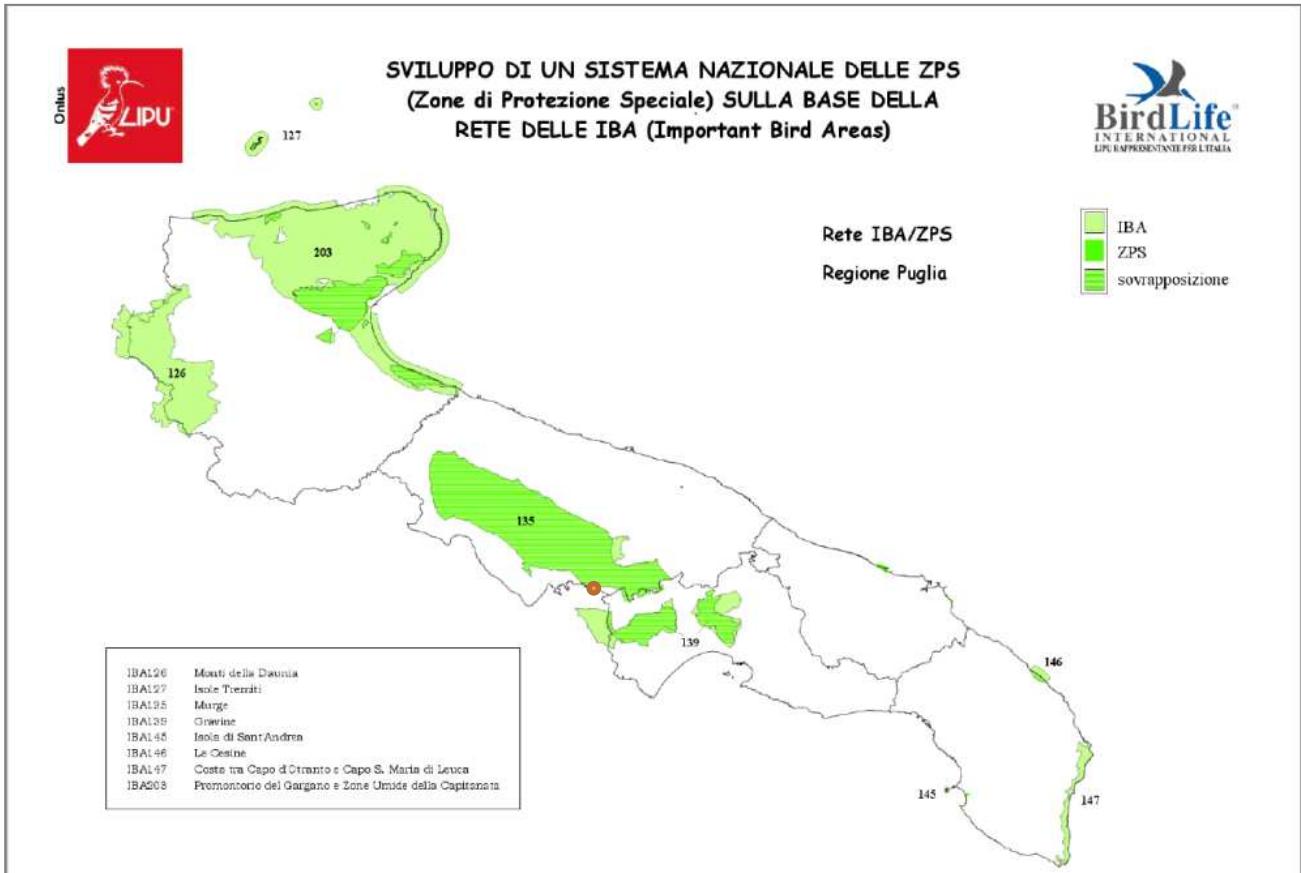 Onlus
LIPU
SVILUPPO DI UN SISTEMA NAZIONALE DELLE ZPS
(Zone di Protezione Speciale) SULLA BASE DELLA
RETE DELLE IBA (Important Bird Areas)
BirdLife
INTERNATIONAL
LIPU RAPPRESENTANTE PER L'ITALIA
127
Rete IBA/ZPS
Regione Puglia
IBA
ZPS
sovrapposizione
203
126
135
139
146
145
147
IBA126 Monti della Daunia
IBA127 Isole Tremiti
IBA135 Murge
IBA139 Gravine
IBA145 Isola di Sant'Andrea
IBA146 Le Cesine
IBA147 Costa tra Capo d'Otranto e Capo S. Maria di Leuca
IBA203 Promontorio del Gargano e Zone Umide della Capitanata